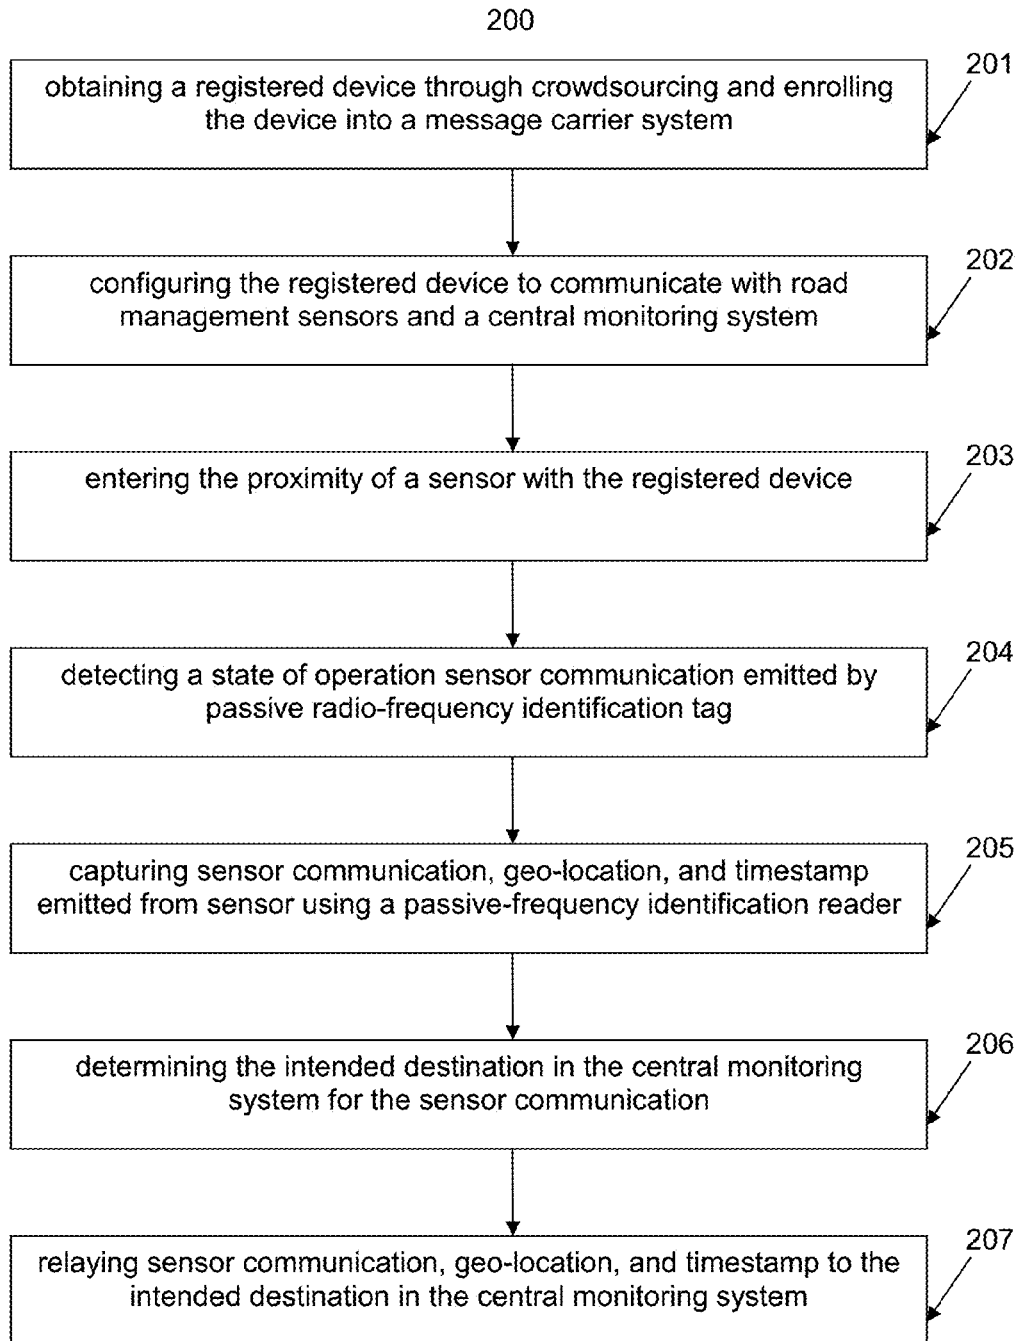 200
201
obtaining a registered device through crowdsourcing and enrolling
the device into a message carrier system
202
configuring the registered device to communicate with road
management sensors and a central monitoring system
203
entering the proximity of a sensor with the registered device
204
detecting a state of operation sensor communication emitted by
passive radio-frequency identification tag
205
capturing sensor communication, geo-location, and timestamp
emitted from sensor using a passive-frequency identification reader
206
determining the intended destination in the central monitoring
system for the sensor communication
207
relaying sensor communication, geo-location, and timestamp to the
intended destination in the central monitoring system